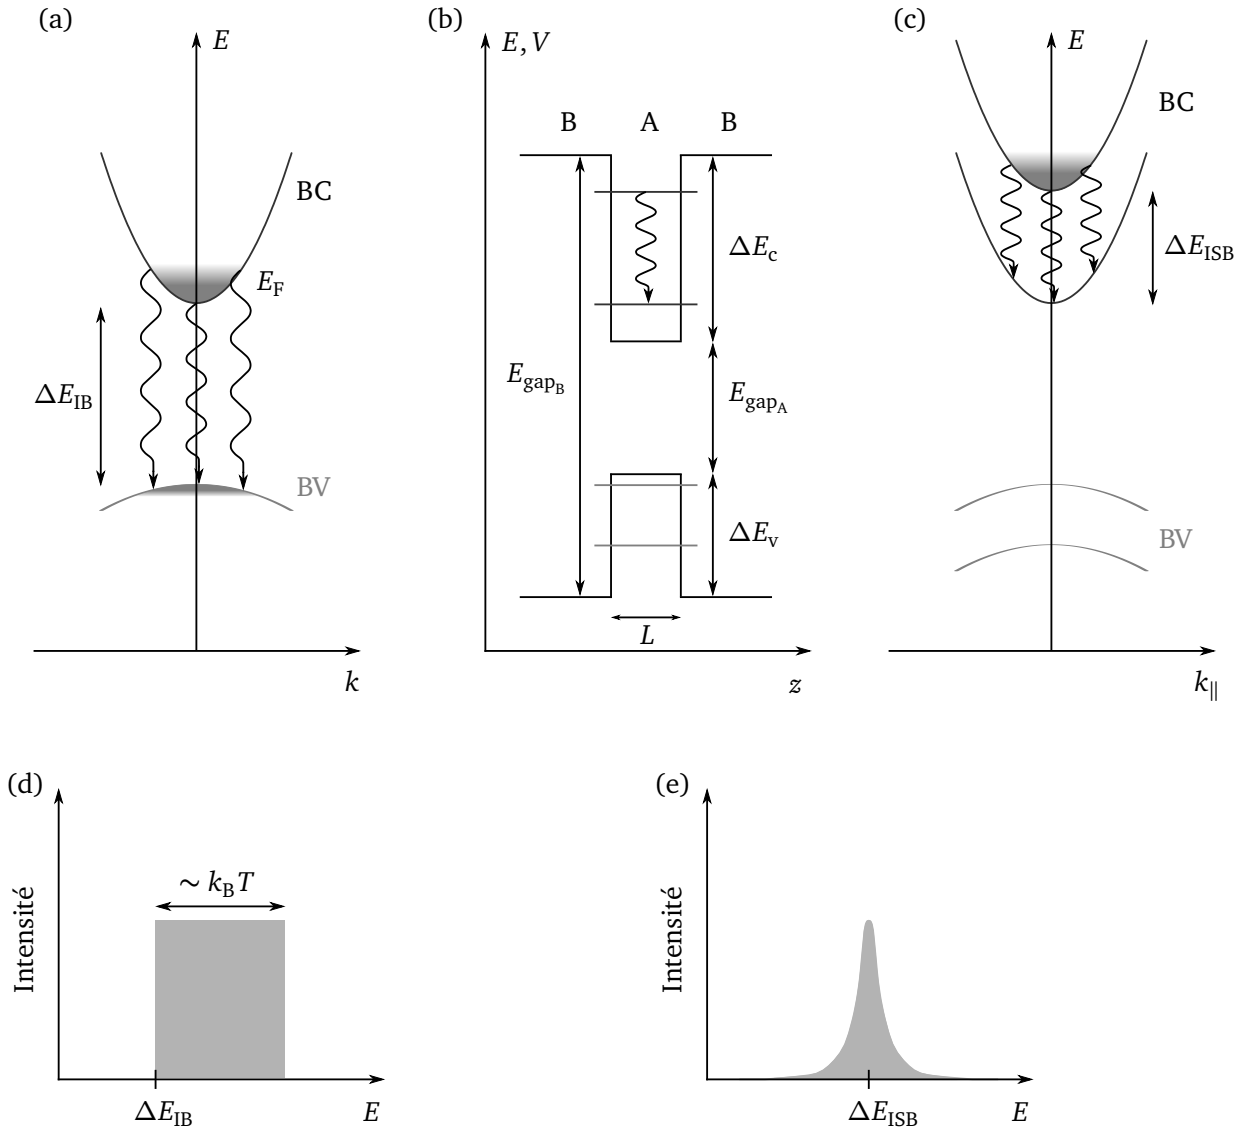 (a)
E
BC
E_F
ΔE_IB
BV
k
(b)
E, V
B A B
ΔE_c
E_gap_B
E_gap_A
ΔE_v
L
z
(c)
E
BC
ΔE_ISB
BV
k_∥
(d)
Intensité
∼ k_B T
ΔE_IB
E
(e)
Intensité
ΔE_ISB
E